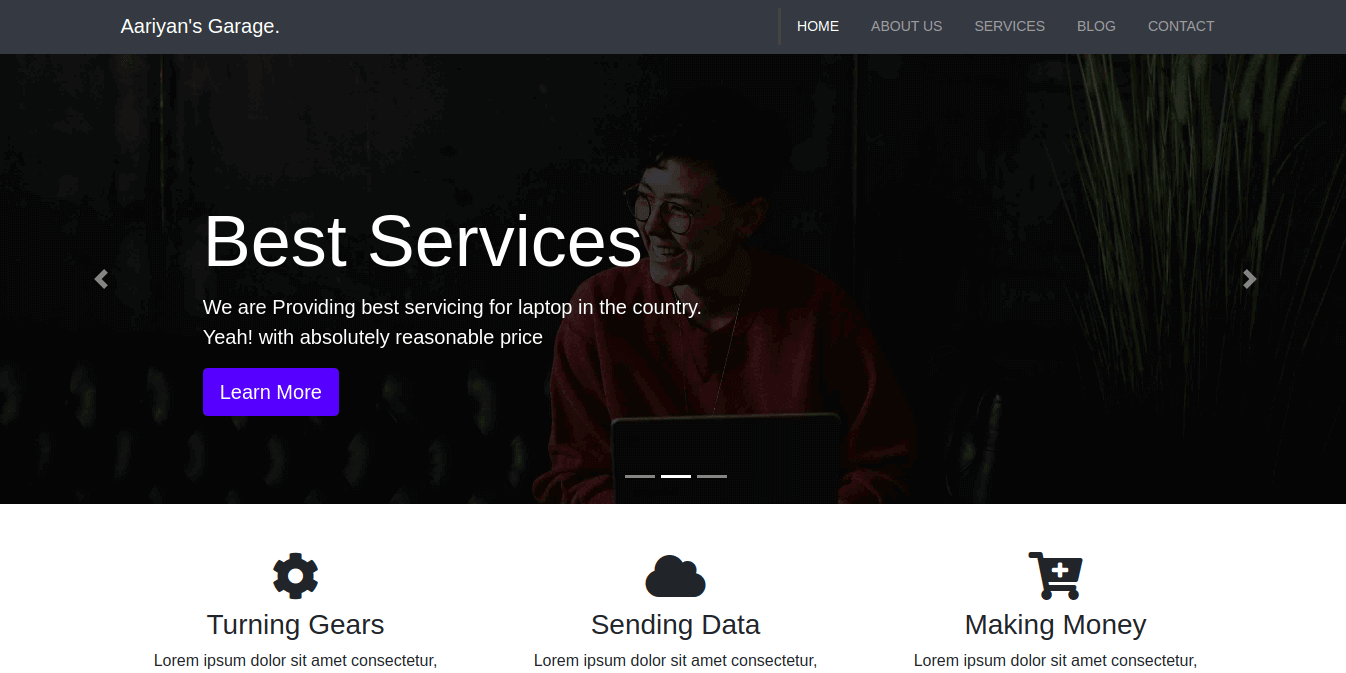 Aariyan's Garage.
HOME ABOUT US SERVICES BLOG CONTACT
Best Services
We are Providing best servicing for laptop in the country.
Yeah! with absolutely reasonable price
Learn More
Turning Gears
Lorem ipsum dolor sit amet consectetur,
Sending Data
Lorem ipsum dolor sit amet consectetur,
Making Money
Lorem ipsum dolor sit amet consectetur,